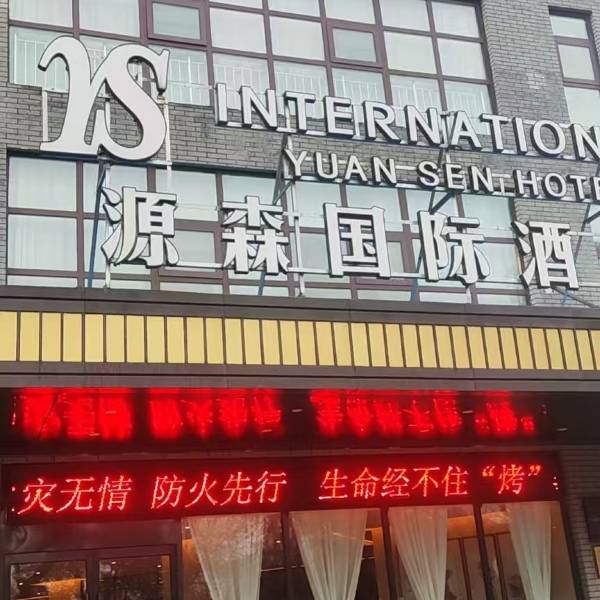 YS
INTERNATION
YUAN SEN HOTE
源森国际酒
灾无情 防火先行 生命经不住“烤”